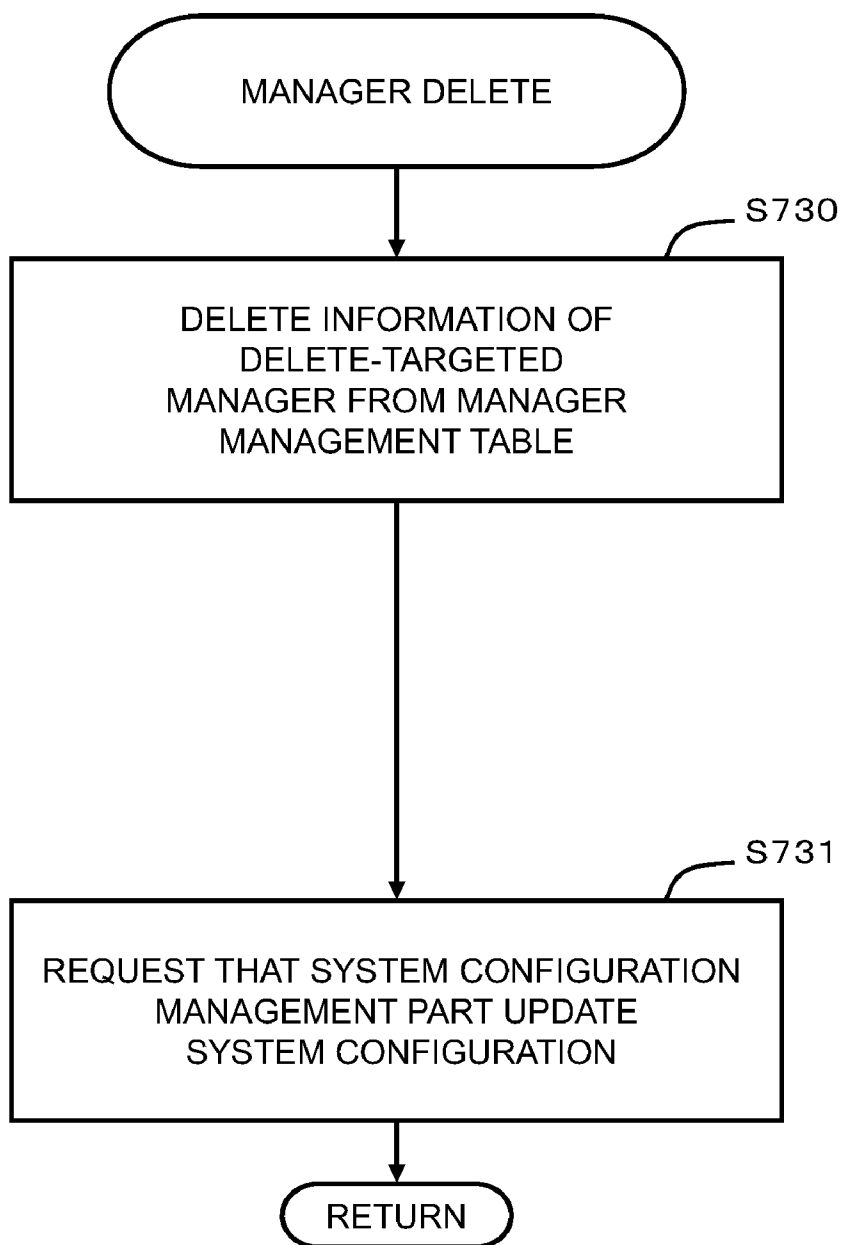 MANAGER DELETE
S730
DELETE INFORMATION OF
DELETE-TARGETED
MANAGER FROM MANAGER
MANAGEMENT TABLE
S731
REQUEST THAT SYSTEM CONFIGURATION
MANAGEMENT PART UPDATE
SYSTEM CONFIGURATION
RETURN